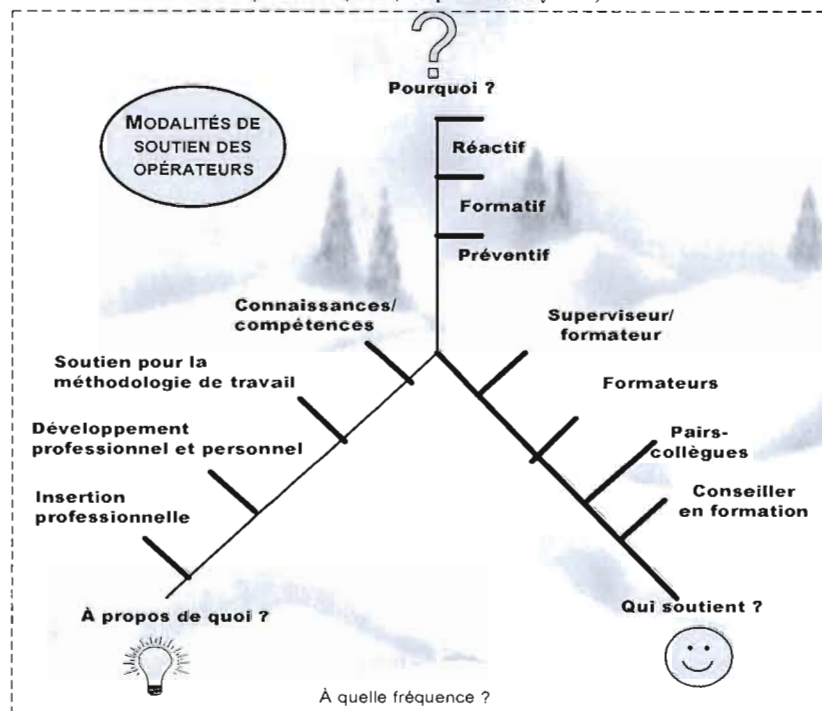 ?
Pourquoi ?
MODALITÉS DE
SOUTIEN DES
OPÉRATEURS
Réactif
Formatif
Préventif
Connaissances/
compétences
Soutien pour la
méthodologie de travail
Développement
professionnel et personnel
Insertion
professionnelle
À propos de quoi ?
Superviseur/
formateur
Formateurs
Pairs-
collègues
Conseiller
en formation
Qui soutient ?
À quelle fréquence ?